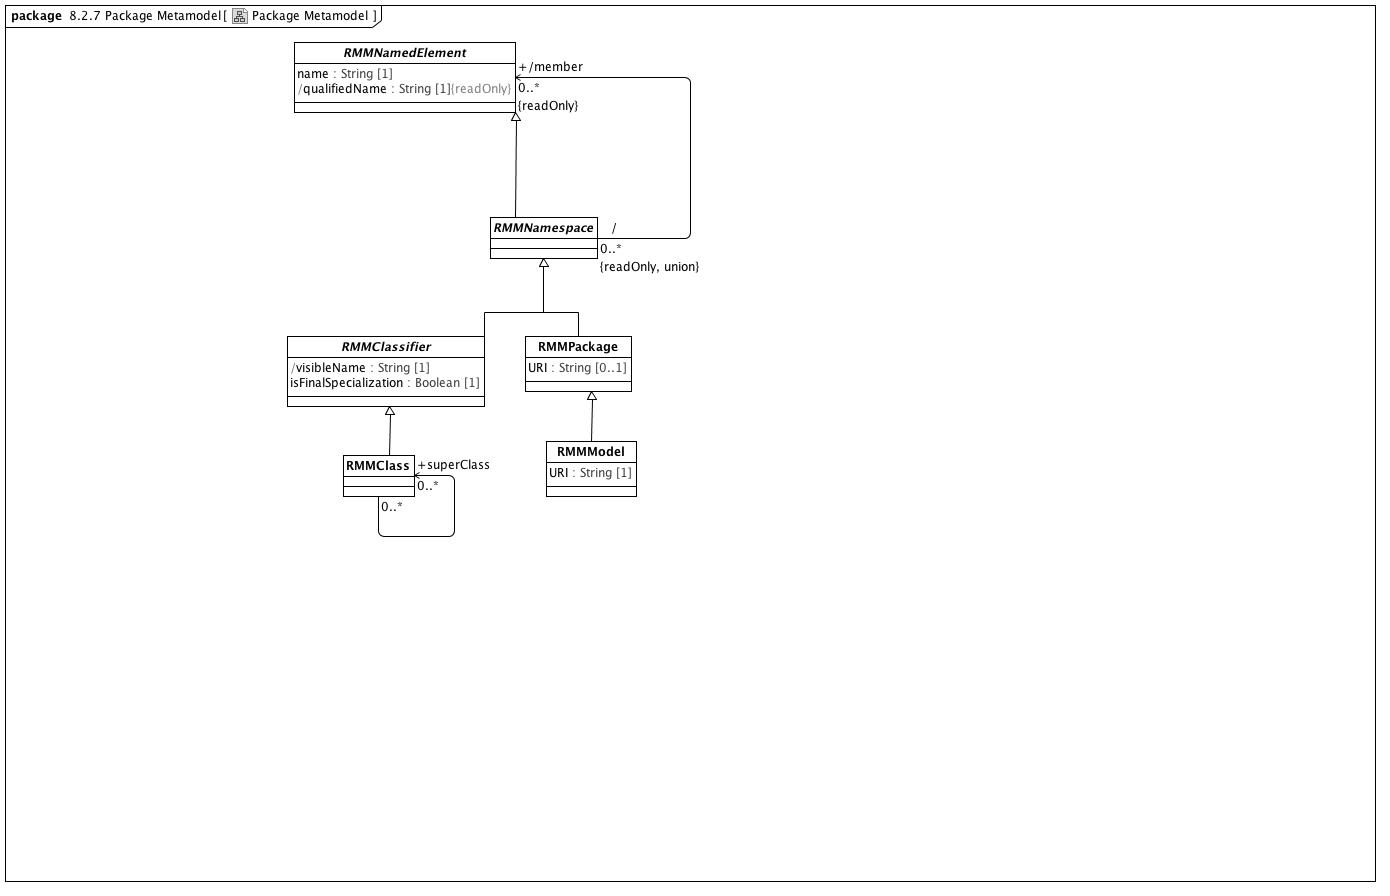 package 8.2.7 Package Metamodel[ Package Metamodel ]
RMMNamedElement
name : String [1]
/qualifiedName : String [1]{readOnly}
+/member
0..*
{readOnly}
RMMNamespace
/
0..*
{readOnly, union}
RMMClassifier
/visibleName : String [1]
isFinalSpecialization : Boolean [1]
RMMPackage
URI : String [0..1]
RMMClass
+superClass
0..*
0..*
RMMModel
URI : String [1]